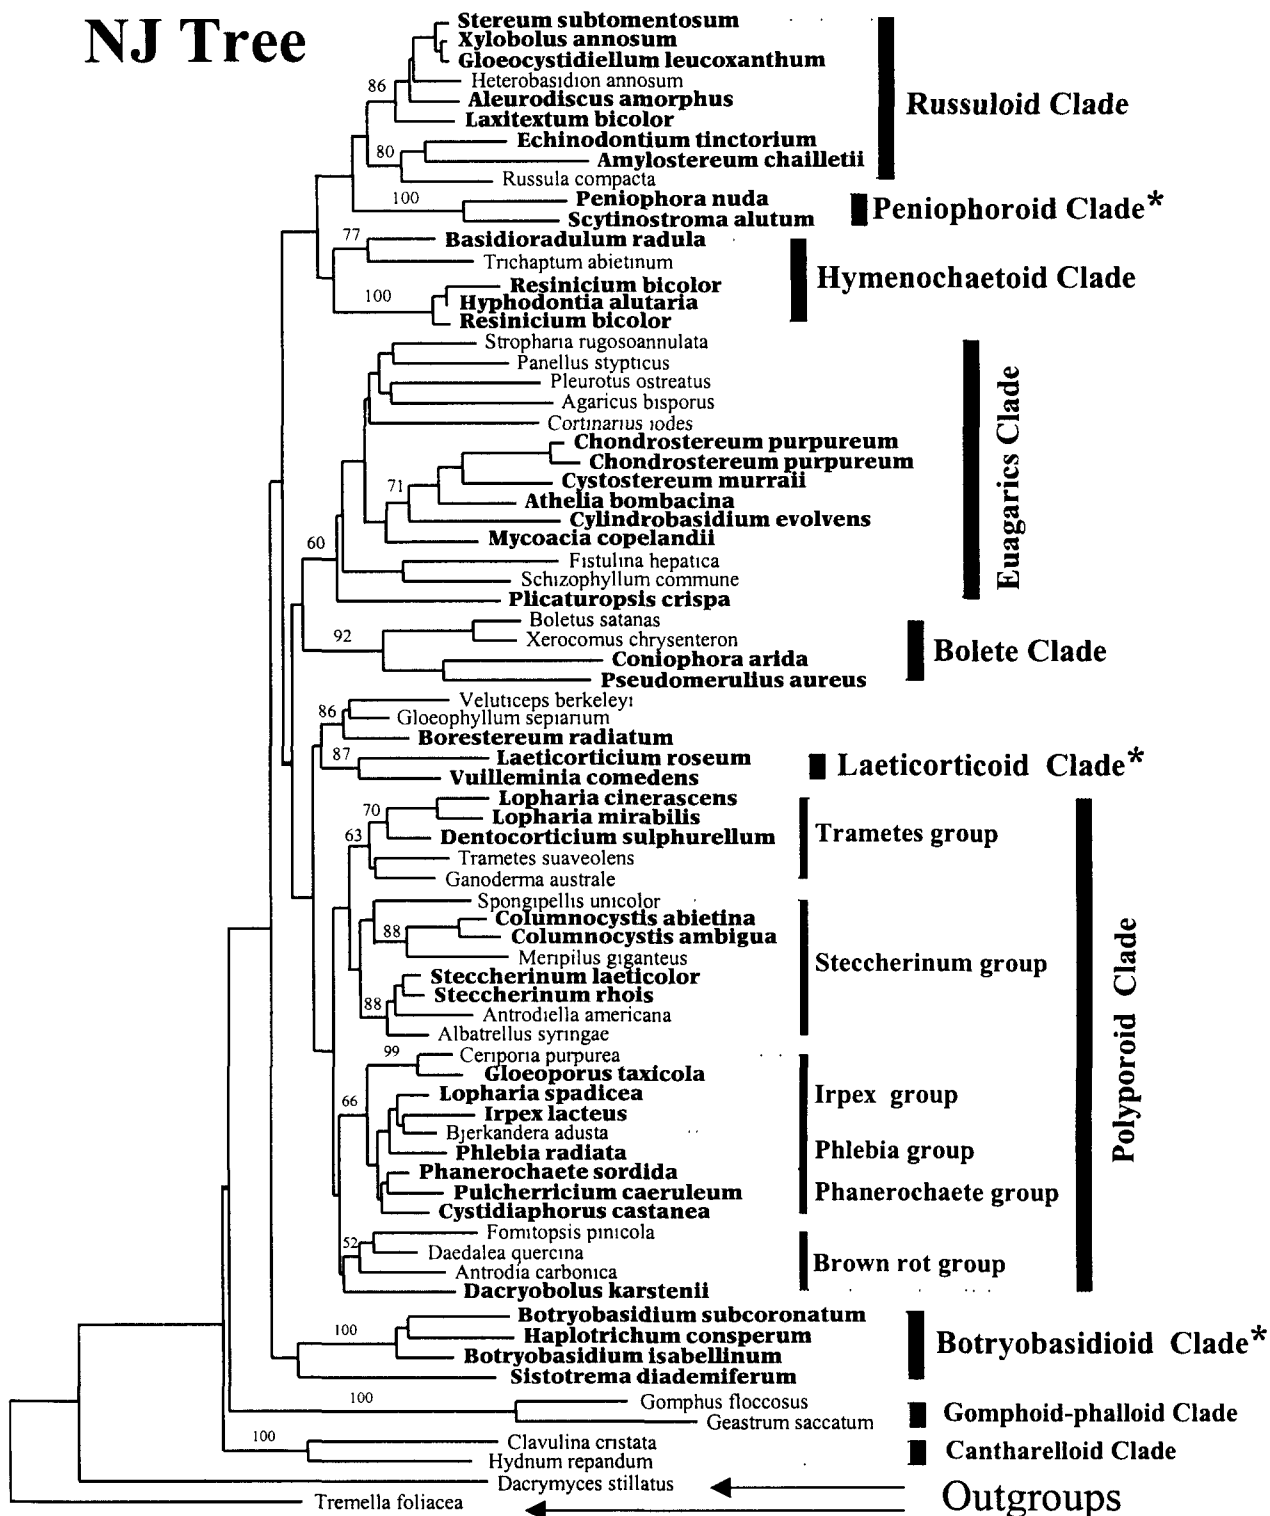 NJ Tree
Stereum subtomentosum
Xylobolus annosum
Gloeocystidiellum leucoxanthum
Heterobasidion annosum
86
Aleurodiscus amorphus
Russuloid Clade
Laxitextum bicolor
Echinodontium tinctorium
80
Amylostereum chailletii
Russula compacta
100
Peniophora nuda
Peniophoroid Clade*
Scytinostroma alutum
77
Basidioradulum radula
Trichaptum abietinum
Hymenochaetoid Clade
Resinicium bicolor
100
Hyphodontia alutaria
Resinicium bicolor
Stropharia rugosoannulata
Panellus stypticus
Pleurotus ostreatus
Agaricus bisporus
Cortinarius iodes
Chondrostereum purpureum
Chondrostereum purpureum
Euagarics Clade
Cystostereum murraii
71
Athelia bombacina
Cylindrobasidium evolvens
60
Mycoacia copelandii
Fistulina hepatica
Schizophyllum commune
Plicaturopsis crispa
Boletus satanas
92
Xerocomus chrysenteron
Bolete Clade
Coniophora arida
Pseudomerulius aureus
Veluticeps berkeleyi
86
Gloeophyllum sepiarium
Borestereum radiatum
87
Laeticorticium roseum
Laeticorticoid Clade*
Vuilleminia comedens
Lopharia cinerascens
70
Lopharia mirabilis
63
Dentocorticium sulphurellum
Trametes group
Trametes suaveolens
Ganoderma australe
Spongipellis unicolor
Columnocystis abietina
88
Columnocystis ambigua
Meripilus giganteus
Steccherinum group
Steccherinum laeticolor
Steccherinum rhois
88
Antrodiella americana
Albatrellus syringae
Polyporoid Clade
99
Ceriporia purpurea
Gloeoporus taxicola
66
Lopharia spadicea
Irpex group
Irpex lacteus
Bjerkandera adusta
Phlebia radiata
Phlebia group
Phanerochaete sordida
Pulcherricium caeruleum
Phanerochaete group
Cystidiaphorus castanea
Fomitopsis pinicola
52
Daedalea quercina
Antrodia carbonica
Brown rot group
Dacryobolus karstenii
Botryobasidium subcoronatum
100
Haplotrichum consperum
Botryobasidioid Clade*
Botryobasidium isabellinum
Sistotrema diademiferum
100
Gomphus floccosus
Gomphoid-phalloid Clade
Geastrum saccatum
100
Clavulina cristata
Cantharelloid Clade
Hydnum repandum
Dacrymyces stillatus
Outgroups
Tremella foliacea